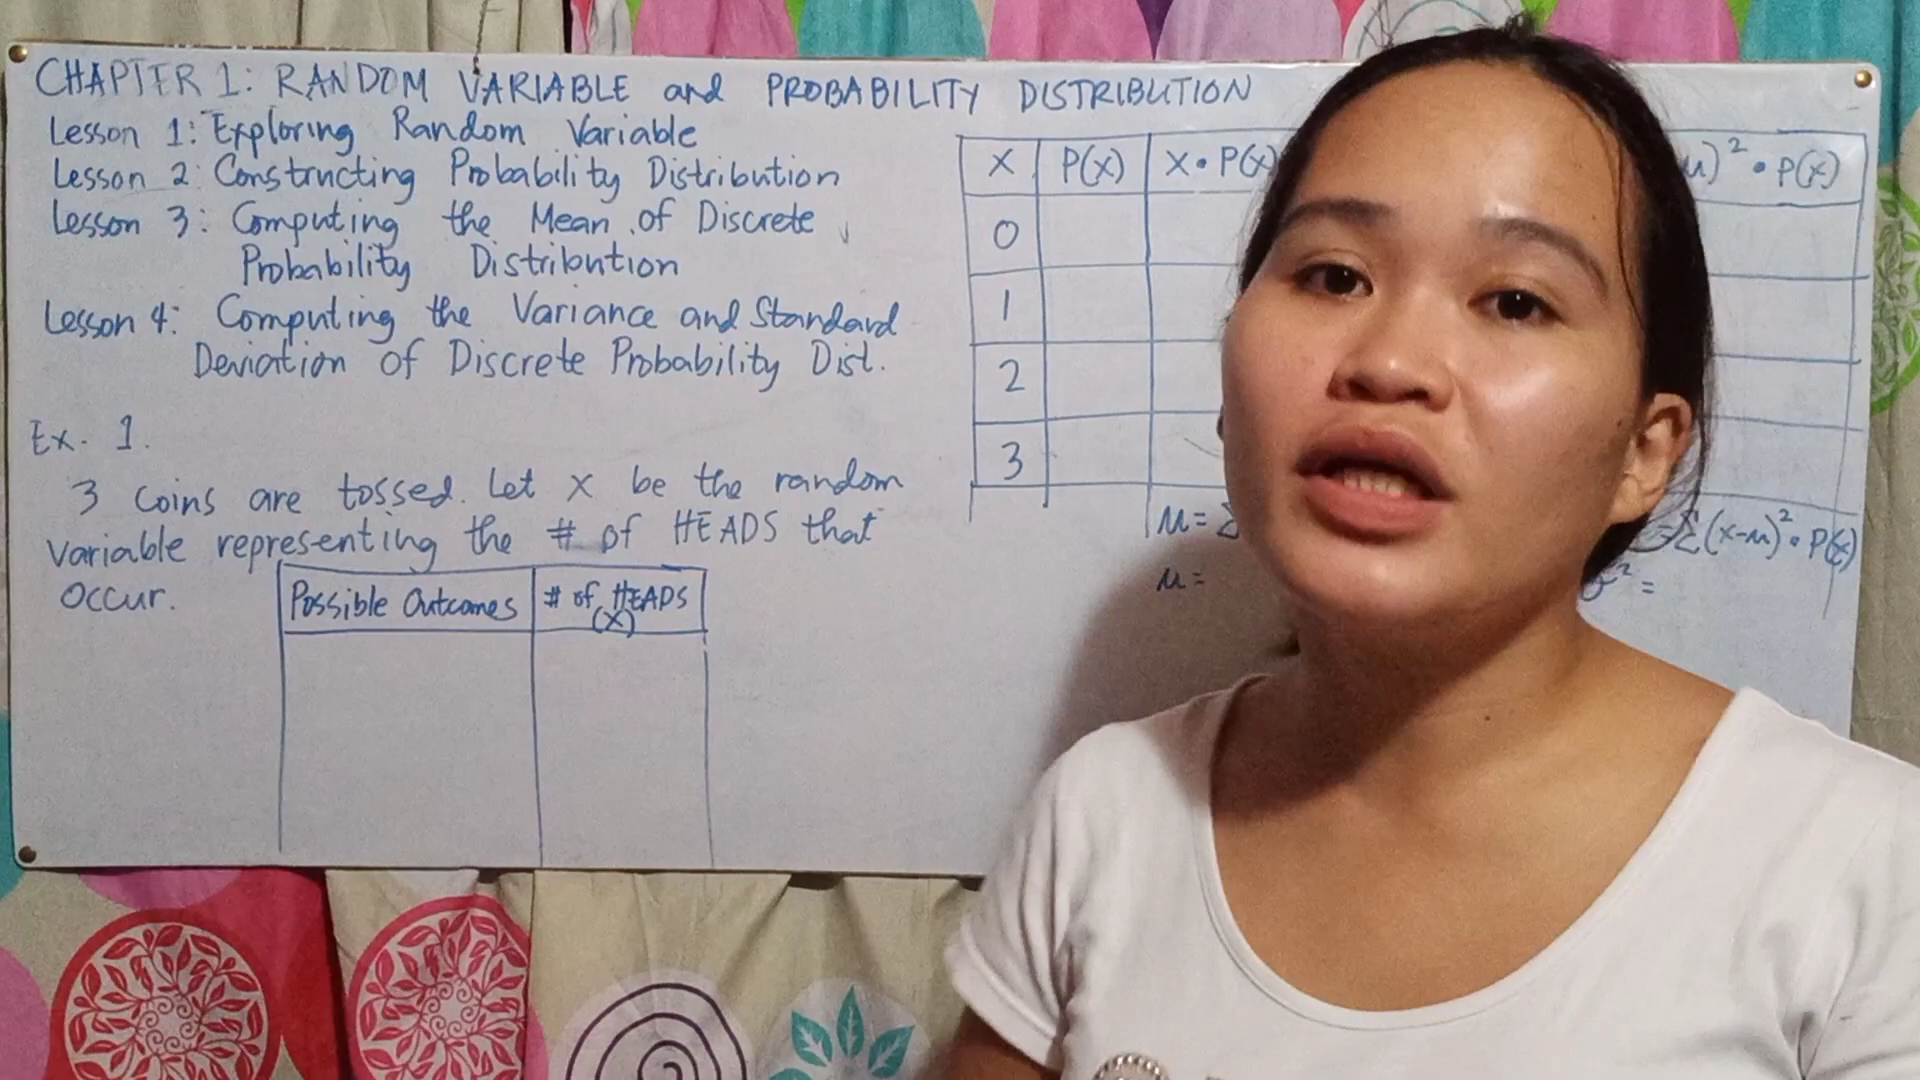 CHAPTER 1: RANDOM VARIABLE and PROBABILITY DISTRIBUTION
Lesson 1: Exploring Random Variable
Lesson 2: Constructing Probability Distribution
Lesson 3: Computing the Mean of Discrete
Probability Distribution
Lesson 4: Computing the Variance and Standard
Deviation of Discrete Probability Dist.
Ex. 1.
3 coins are tossed. Let X be the random
variable representing the # of HEADS that
occur.
Possible Outcomes # of HEADS
(X)
X P(x) X • P(x) )² • P(x)
0
1
2
3
μ = Σ Σ(x-μ)² • P(x)
μ = σ² =